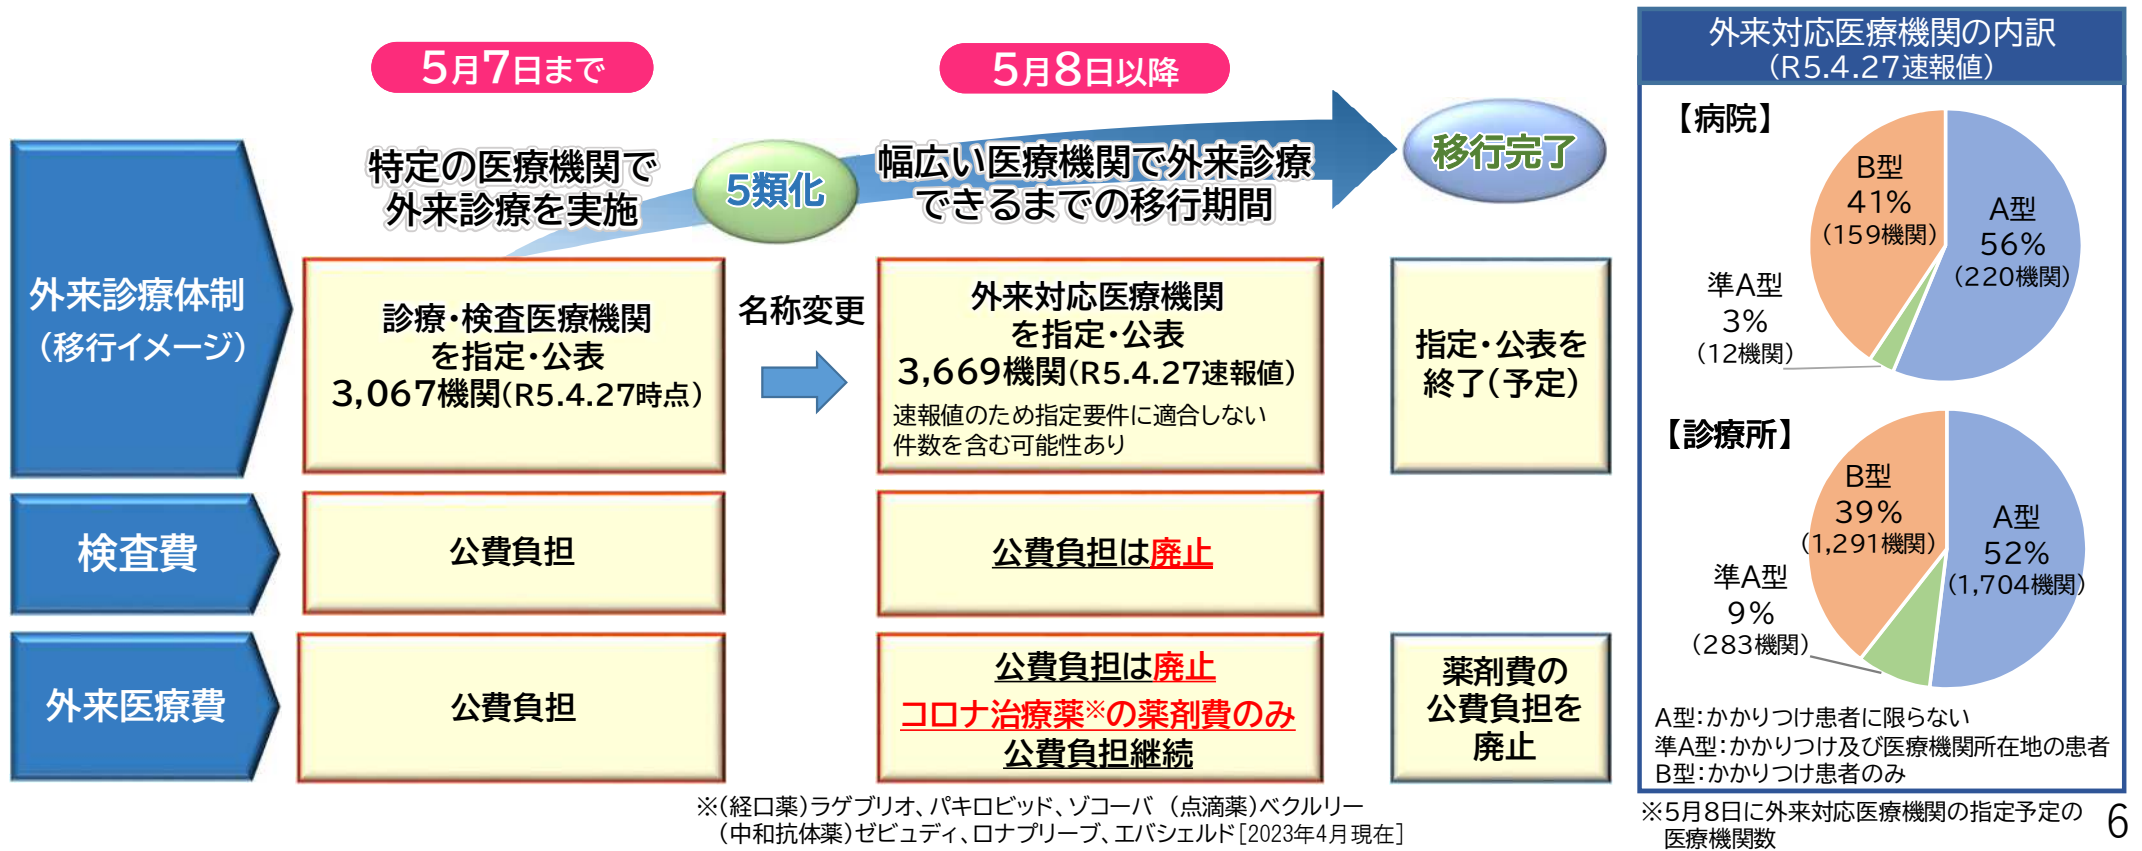 5月7日まで
5月8日以降
特定の医療機関で
外来診療を実施
5類化
幅広い医療機関で外来診療
できるまでの移行期間
移行完了
外来診療体制
（移行イメージ）
診療・検査医療機関
を指定・公表
3,067機関(R5.4.27時点)
名称変更
外来対応医療機関
を指定・公表
3,669機関(R5.4.27速報値)
速報値のため指定要件に適合しない
件数を含む可能性あり
指定・公表を
終了(予定)
検査費
公費負担
公費負担は廃止
外来医療費
公費負担
公費負担は廃止
コロナ治療薬※の薬剤費のみ
公費負担継続
薬剤費の
公費負担を
廃止
※(経口薬)ラゲブリオ、パキロビッド、ゾコーバ (点滴薬)ベクルリー
(中和抗体薬)ゼビュディ、ロナプリーブ、エバシェルド[2023年4月現在]
外来対応医療機関の内訳
(R5.4.27速報値)
【病院】
B型
41%
(159機関)
A型
56%
(220機関)
準A型
3%
(12機関)
【診療所】
B型
39%
(1,291機関)
A型
52%
(1,704機関)
準A型
9%
(283機関)
A型：かかりつけ患者に限らない
準A型：かかりつけ及び医療機関所在地の患者
B型：かかりつけ患者のみ
※5月8日に外来対応医療機関の指定予定の
医療機関数
6